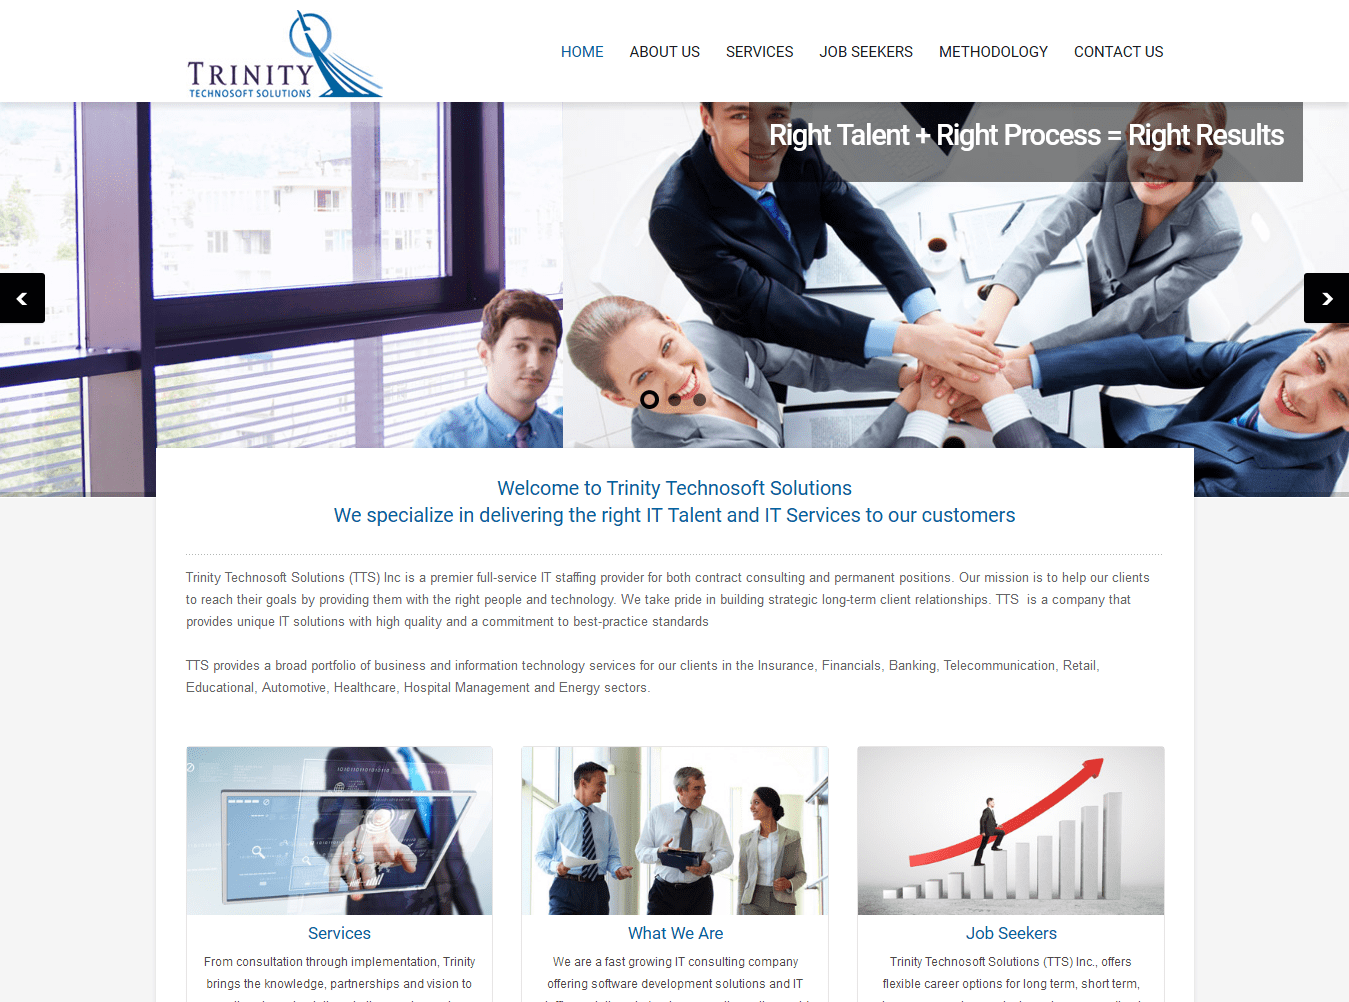 TRINITY
TECHNOSOFT SOLUTIONS
HOME ABOUT US SERVICES JOB SEEKERS METHODOLOGY CONTACT US
Right Talent + Right Process = Right Results
Welcome to Trinity Technosoft Solutions
We specialize in delivering the right IT Talent and IT Services to our customers
Trinity Technosoft Solutions (TTS) Inc is a premier full-service IT staffing provider for both contract consulting and permanent positions. Our mission is to help our clients
to reach their goals by providing them with the right people and technology. We take pride in building strategic long-term client relationships. TTS  is a company that
provides unique IT solutions with high quality and a commitment to best-practice standards
TTS provides a broad portfolio of business and information technology services for our clients in the Insurance, Financials, Banking, Telecommunication, Retail,
Educational, Automotive, Healthcare, Hospital Management and Energy sectors.
Services
From consultation through implementation, Trinity
brings the knowledge, partnerships and vision to
What We Are
We are a fast growing IT consulting company
offering software development solutions and IT
Job Seekers
Trinity Technosoft Solutions (TTS) Inc., offers
flexible career options for long term, short term,